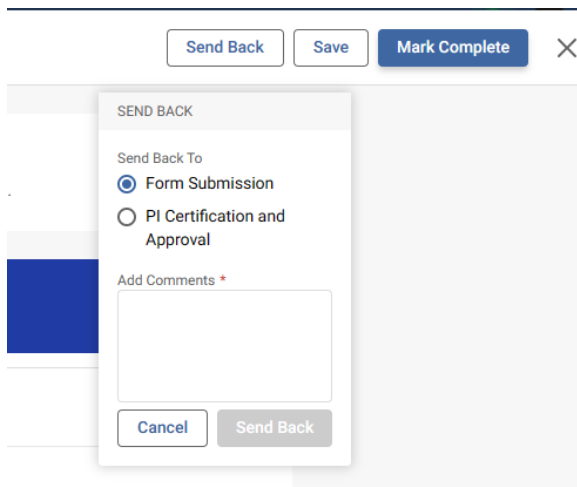 Send Back Save Mark Complete
SEND BACK
Send Back To
Form Submission
PI Certification and
Approval
Add Comments *
Cancel Send Back